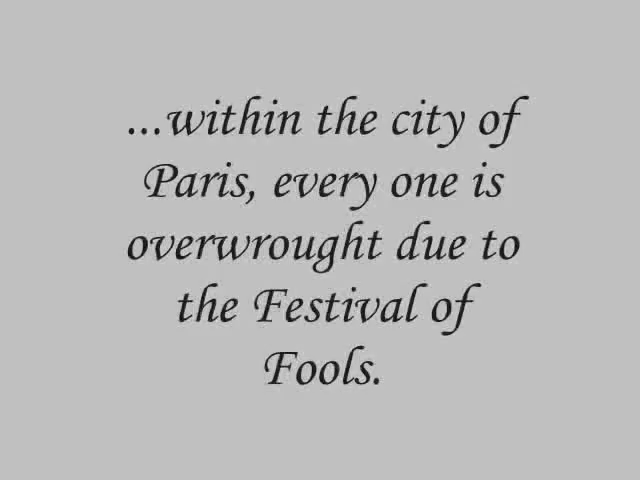 ...within the city of
Paris, every one is
overwrought due to
the Festival of
Fools.